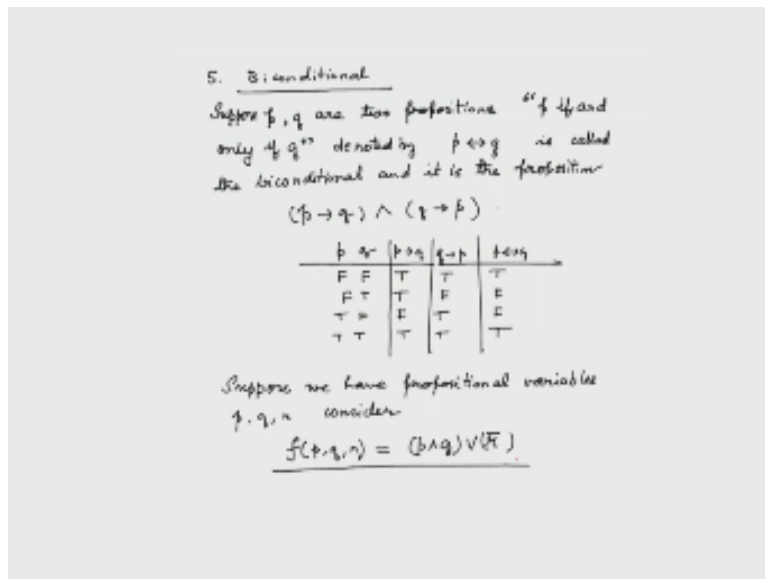 5. Biconditional
Suppose p, q are two propositions "p if and
only if q" denoted by p ↔ q is called
the biconditional and it is the proposition
(p → q) ∧ (q → p).
p q p→q q→p p↔q
F F T T T
F T T F F
T F F T F
T T T T T
Suppose we have propositional variables
p, q, r consider
f(p,q,r) = (p∧q)∨(r̅)